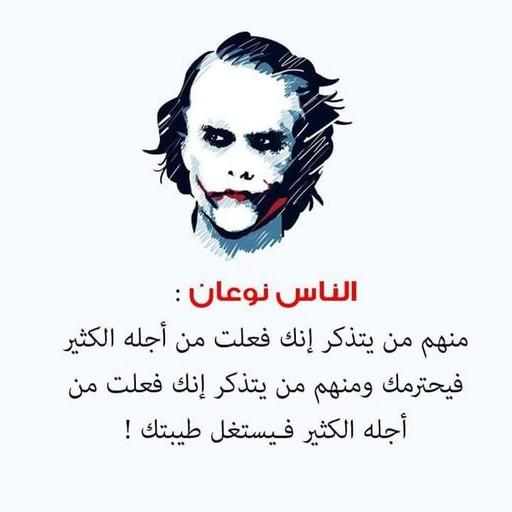 الناس نوعان :
منهم من يتذكر إنك فعلت من أجله الكثير
فيحترمك ومنهم من يتذكر إنك فعلت من
أجله الكثير فـيستغل طيبتك !